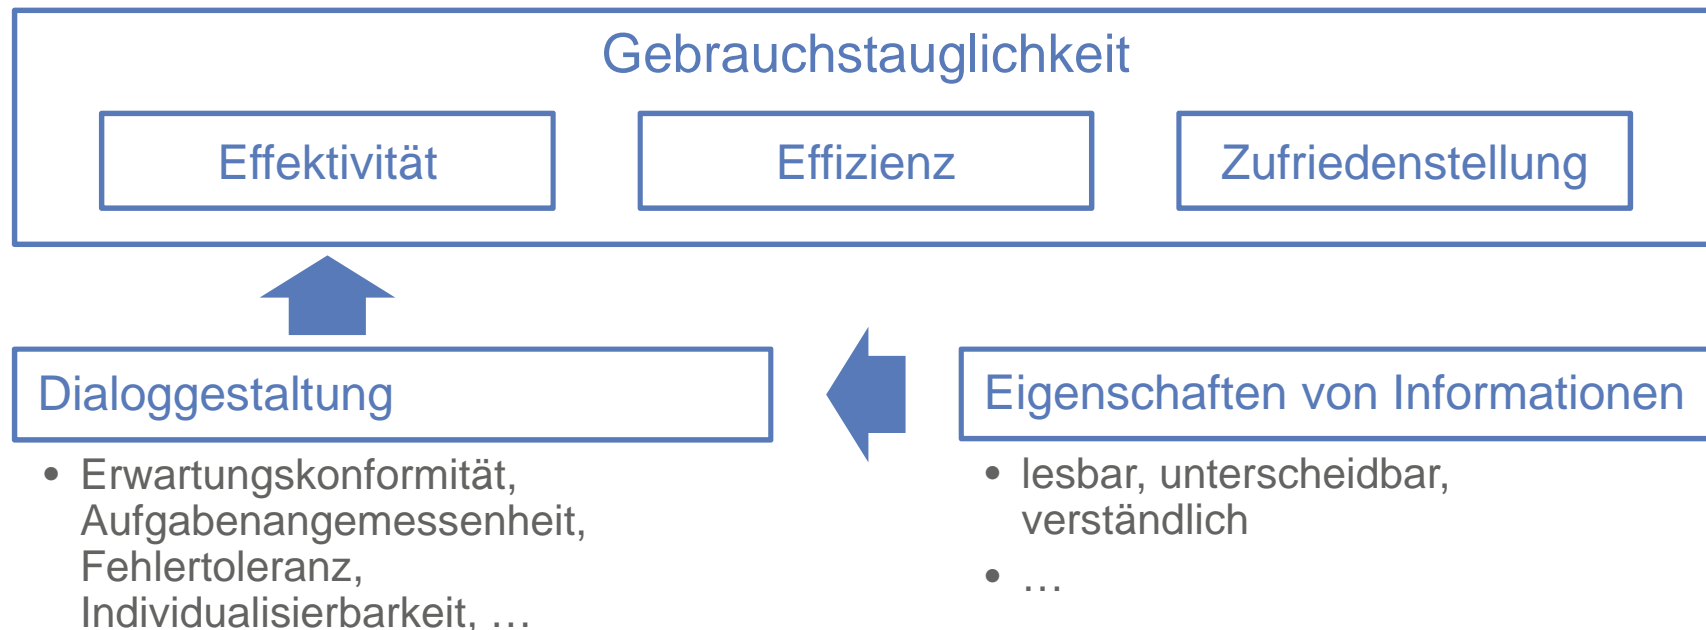 Gebrauchstauglichkeit
Effektivität
Effizienz
Zufriedenstellung
Dialoggestaltung
• Erwartungskonformität,
Aufgabenangemessenheit,
Fehlertoleranz,
Individualisierbarkeit, …
Eigenschaften von Informationen
• lesbar, unterscheidbar,
verständlich
• …